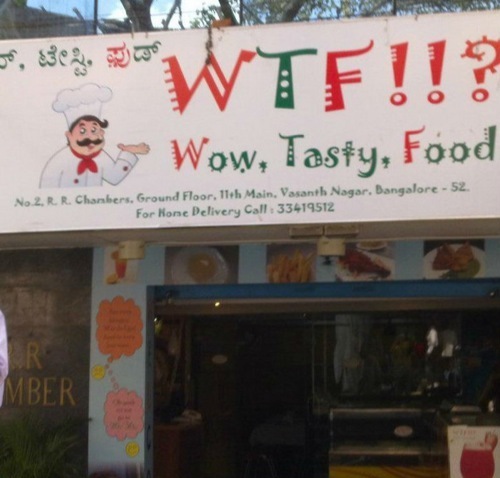 ಟೇಸ್ಟಿ, ಫುಡ್
WTF!!?
Wow, Tasty, Food
No.2, R. R. Chambers, Ground Floor, 11th Main, Vasanth Nagar, Bangalore - 52.
For Home Delivery Call : 33419512